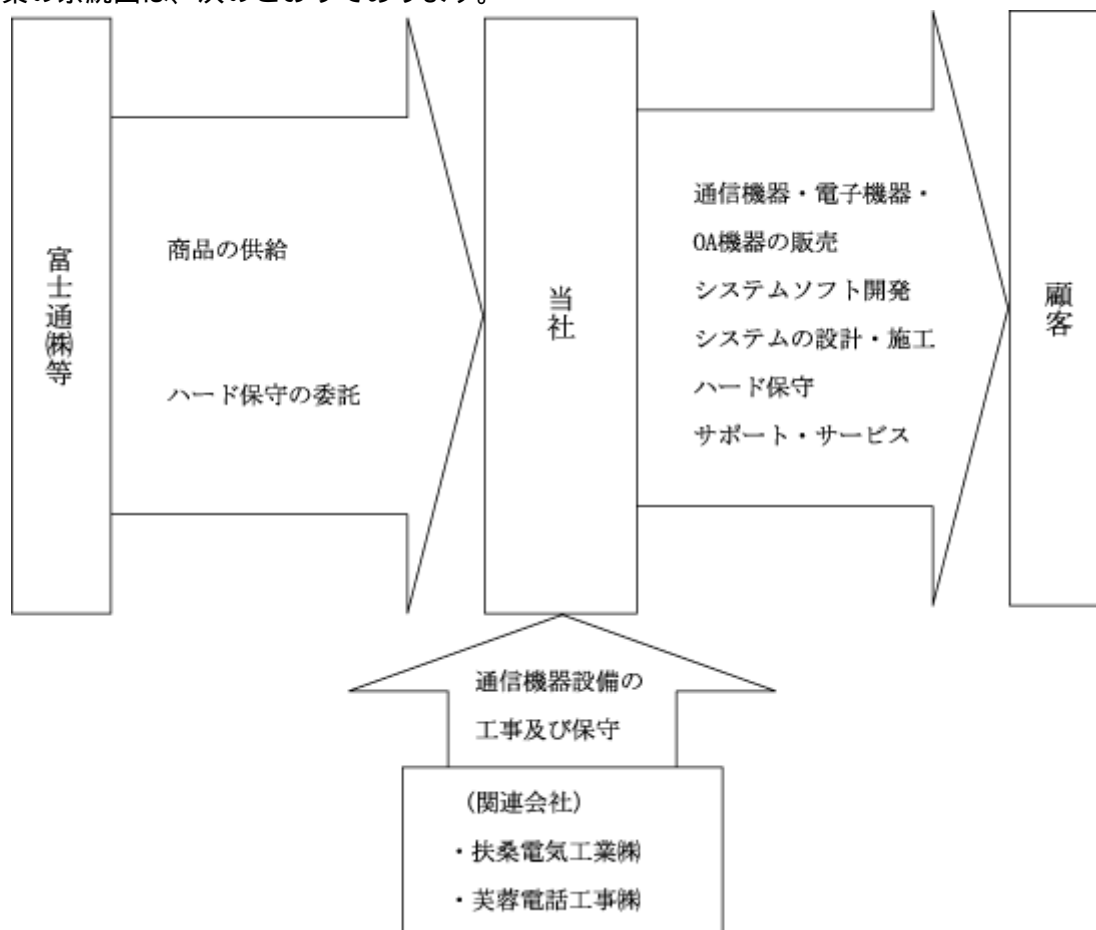 業の系統図は、次のとおりであります。
富士通㈱等
商品の供給
ハード保守の委託
当社
通信機器・電子機器・
OA機器の販売
システムソフト開発
システムの設計・施工
ハード保守
サポート・サービス
顧客
通信機器設備の
工事及び保守
(関連会社)
・扶桑電気工業㈱
・芙蓉電話工事㈱